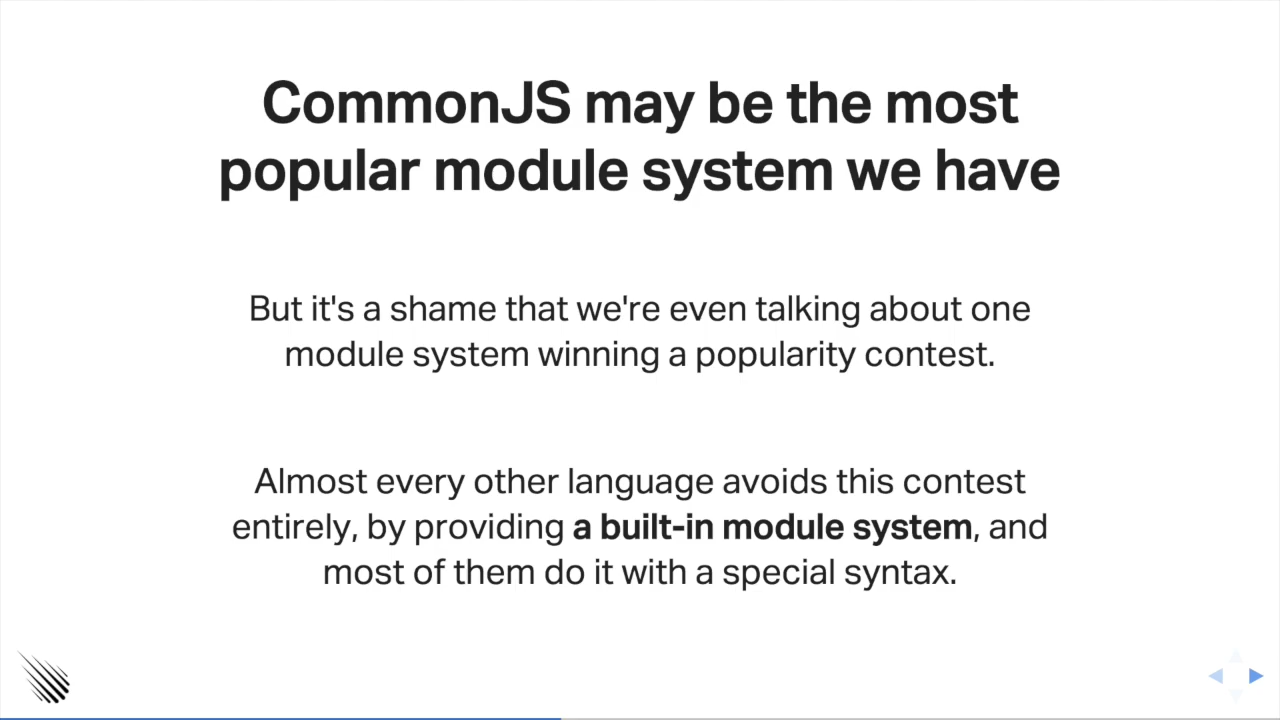 CommonJS may be the most
popular module system we have
But it's a shame that we're even talking about one
module system winning a popularity contest.
Almost every other language avoids this contest
entirely, by providing a built-in module system, and
most of them do it with a special syntax.